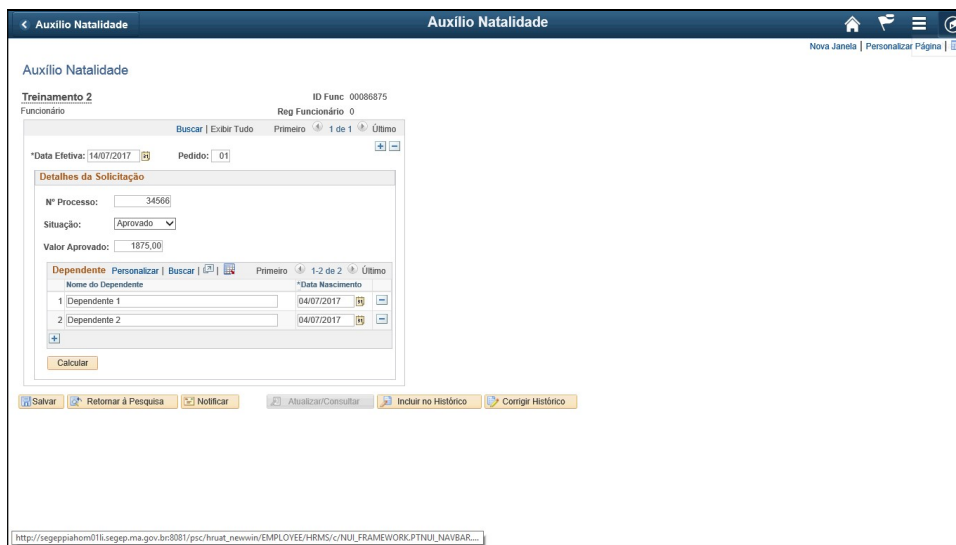 Auxílio Natalidade Auxílio Natalidade
Nova Janela | Personalizar Página |
Auxílio Natalidade
Treinamento 2 ID Func 00086875
Funcionário Reg Funcionário 0
Buscar | Exibir Tudo Primeiro 1 de 1 Último
*Data Efetiva: 14/07/2017 Pedido: 01
Detalhes da Solicitação
Nº Processo: 34566
Situação: Aprovado
Valor Aprovado: 1875,00
Dependente Personalizar | Buscar | | Primeiro 1-2 de 2 Último
Nome do Dependente *Data Nascimento
1 Dependente 1 04/07/2017
2 Dependente 2 04/07/2017
Calcular
Salvar Retornar à Pesquisa Notificar Atualizar/Consultar Incluir no Histórico Corrigir Histórico
http://segeppiahom01li.segep.ma.gov.br:8081/psc/hruat_newwin/EMPLOYEE/HRMS/c/NUI_FRAMEWORK.PTNUI_NAVBAR....